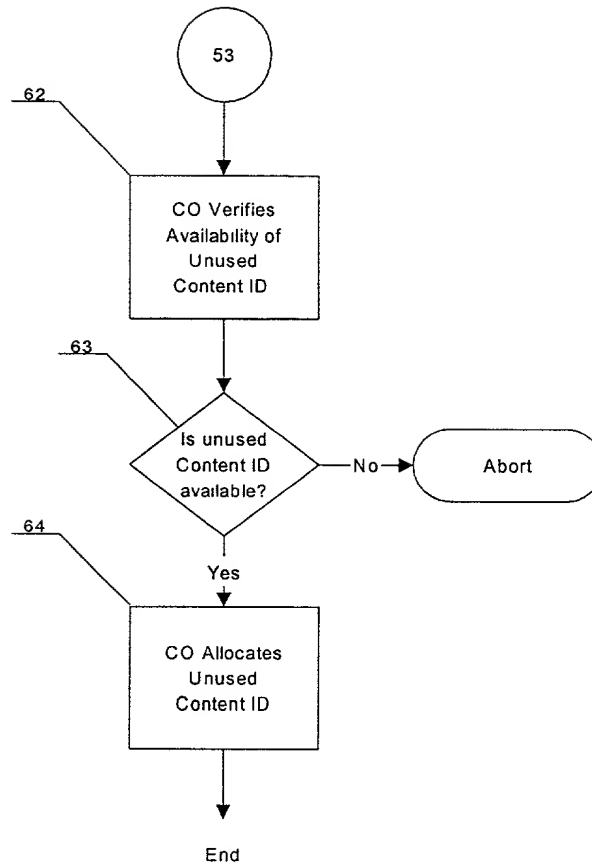 53
62
CO Verifies
Availability of
Unused
Content ID
63
Is unused
Content ID
available?
No
Abort
64
Yes
CO Allocates
Unused
Content ID
End